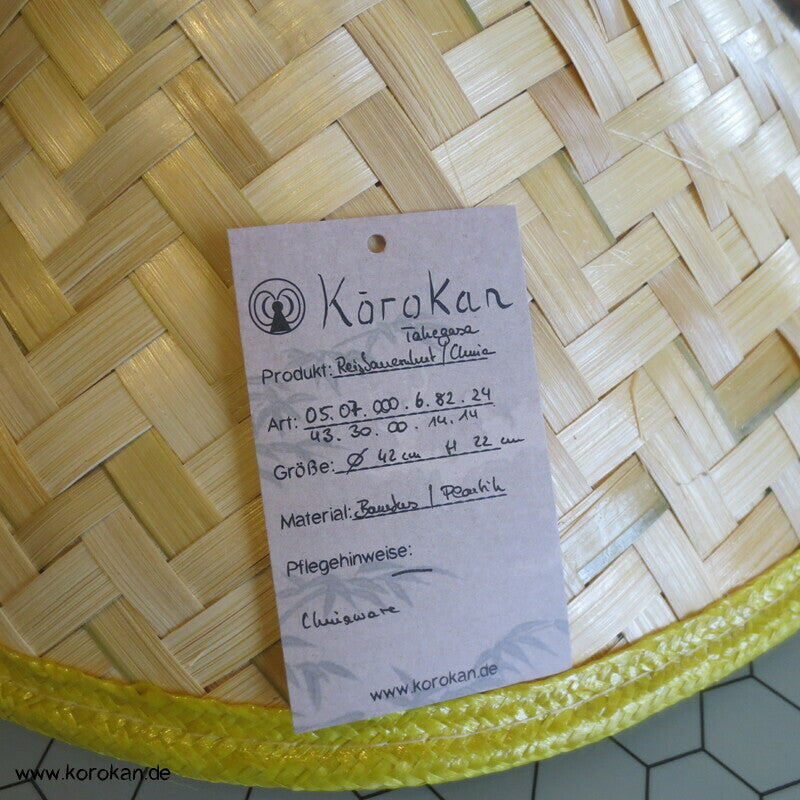 Kōrokan
Takegasa
Produkt: Reisbauernhut / China
Art: 05.07.000.6.82.24
43.30.00.14.14
Größe: Ø 42 cm H 22 cm
Material: Bambus / Plastik
Pflegehinweise: —
Chinaware
www.korokan.de
www.korokan.de